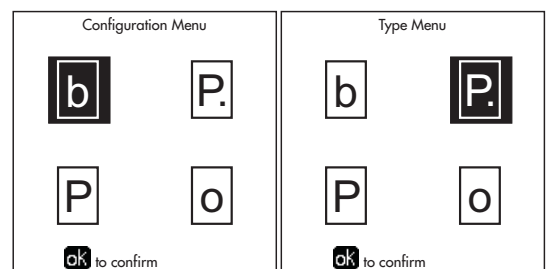 Configuration Menu
b P.
P o
ok to confirm
Type Menu
b P.
P o
ok to confirm